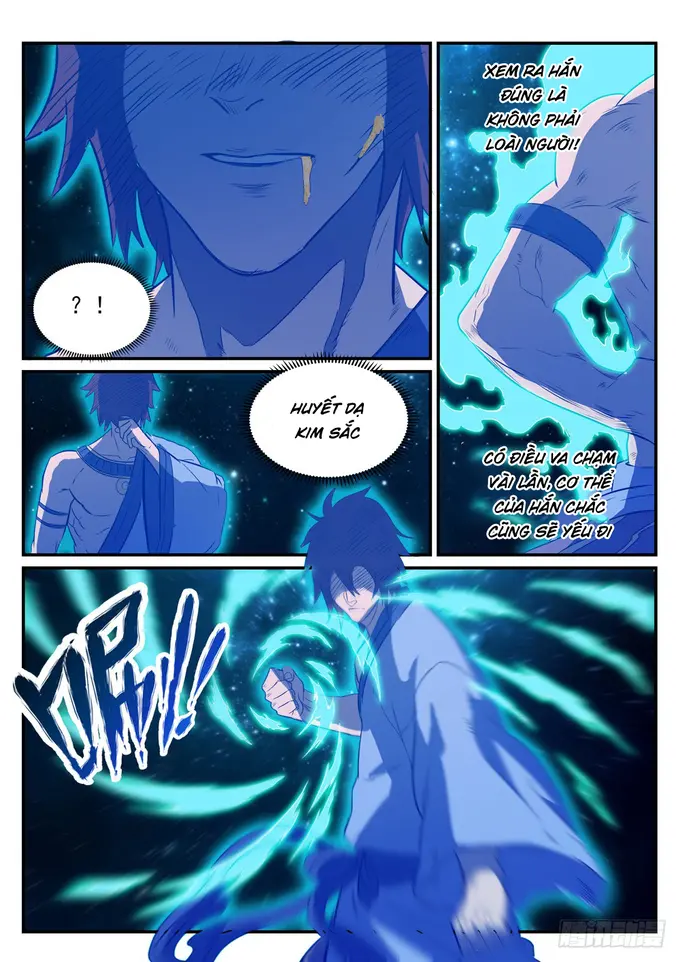 XEM RA HẮN
ĐÚNG LÀ
KHÔNG PHẢI
LOÀI NGƯỜI!
? !
HUYẾT DẠ
KIM SẮC
CÓ ĐIỀU VA CHẠM
VÀI LẦN, CƠ THỂ
CỦA HẮN CHẮC
CŨNG SẼ YẾU ĐI